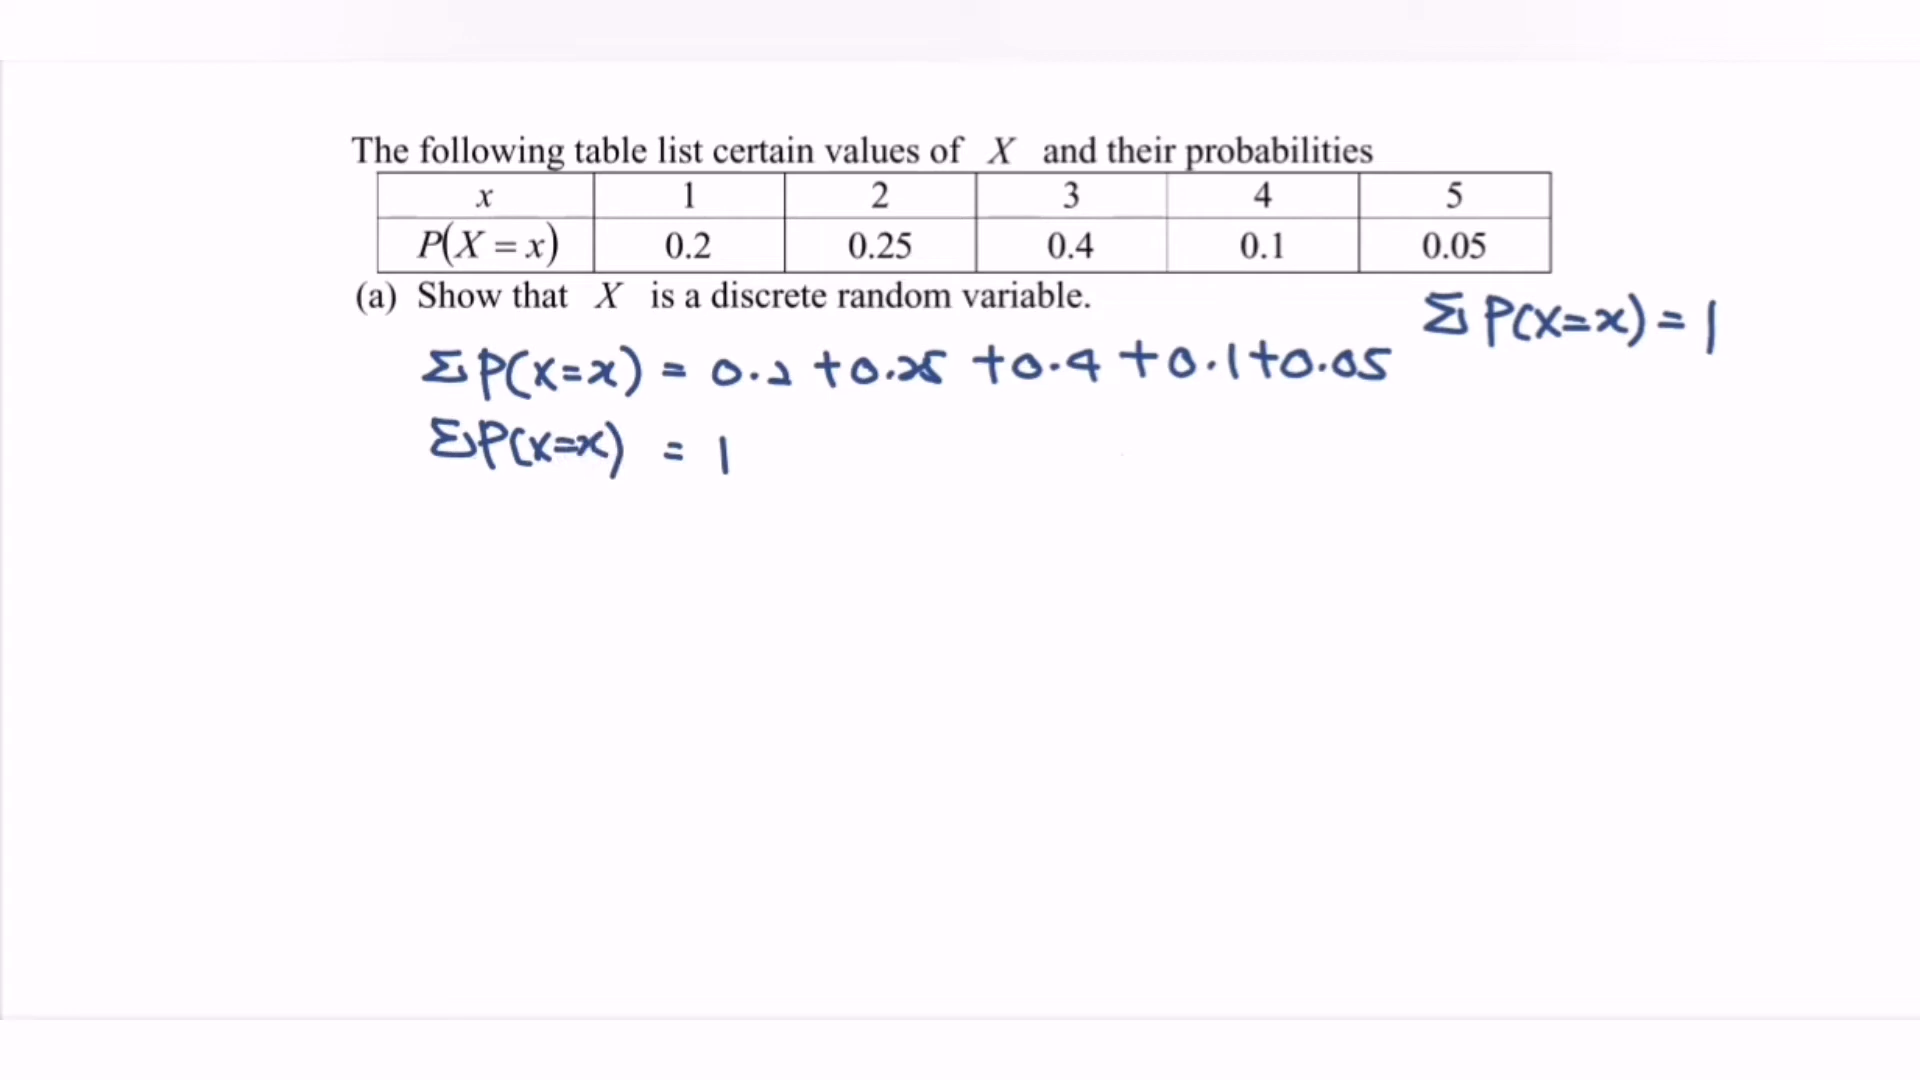 The following table list certain values of X and their probabilities
x 1 2 3 4 5
P(X = x) 0.2 0.25 0.4 0.1 0.05
(a) Show that X is a discrete random variable.
Σ P(X=x) = 1
Σ P(X=x) = 0.2 + 0.25 + 0.4 + 0.1 + 0.05
Σ P(X=x) = 1